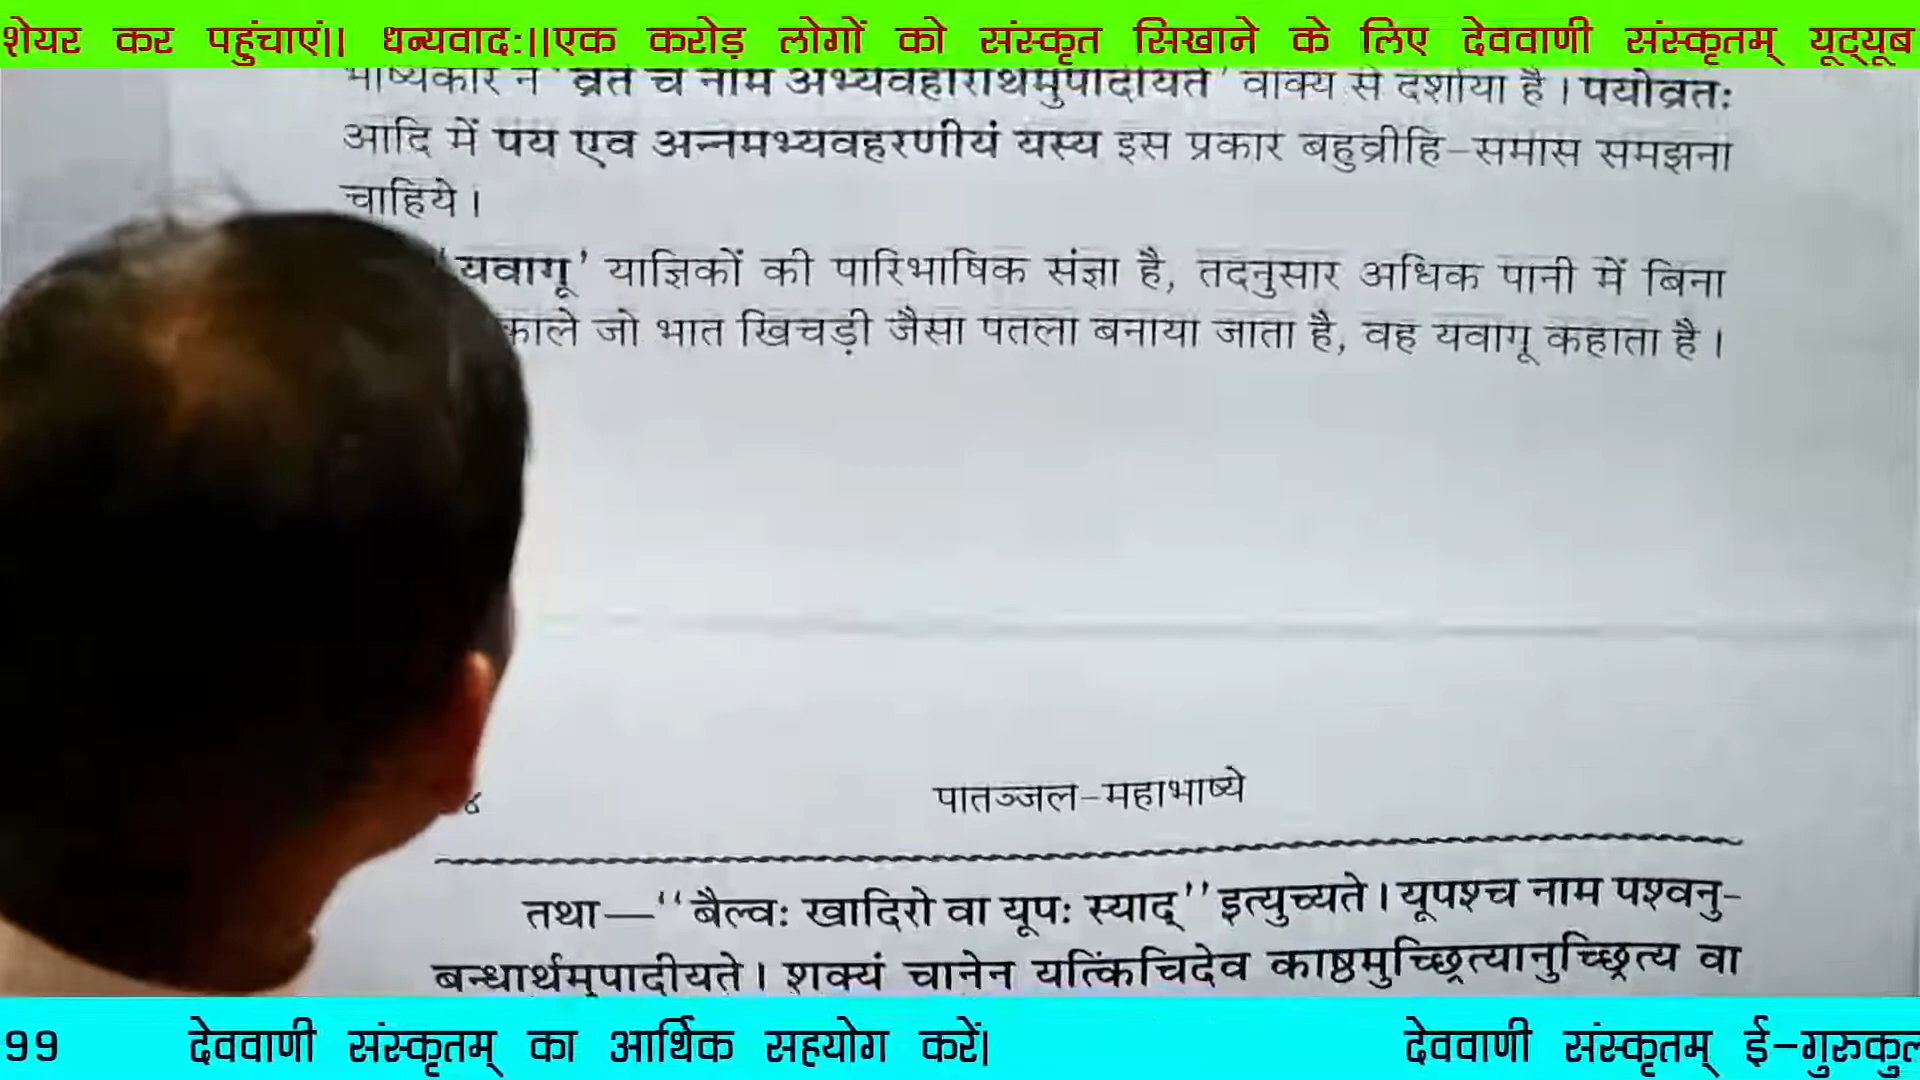 शेयर कर पहुंचाएं।। धन्यवादः।।एक करोड़ लोगों को संस्कृत सिखाने के लिए देववाणी संस्कृतम् यूट्यूब
भाष्यकार ने 'व्रतं च नाम अभ्यवहारार्थमुपादीयते' वाक्य से दर्शाया है। पयोव्रतः
आदि में पय एव अन्नमभ्यवहरणीयं यस्य इस प्रकार बहुव्रीहि-समास समझना
चाहिये।
'यवागू' याज्ञिकों की पारिभाषिक संज्ञा है, तदनुसार अधिक पानी में बिना
जो भात खिचड़ी जैसा पतला बनाया जाता है, वह यवागू कहाता है।
पातञ्जल-महाभाष्ये
तथा—"बैल्वः खादिरो वा यूपः स्याद्" इत्युच्यते। यूपश्च नाम पश्वनु-
बन्धार्थमुपादीयते। शक्यं चानेन यत्किंचिदेव काष्ठमुच्छ्रित्यानुच्छ्रित्य वा
99 देववाणी संस्कृतम् का आर्थिक सहयोग करें। देववाणी संस्कृतम् ई-गुरुकुल